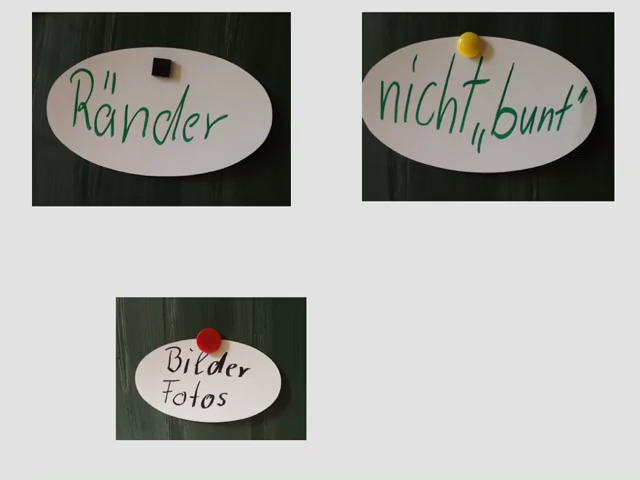 Ränder
nicht „bunt“
Bilder
Fotos